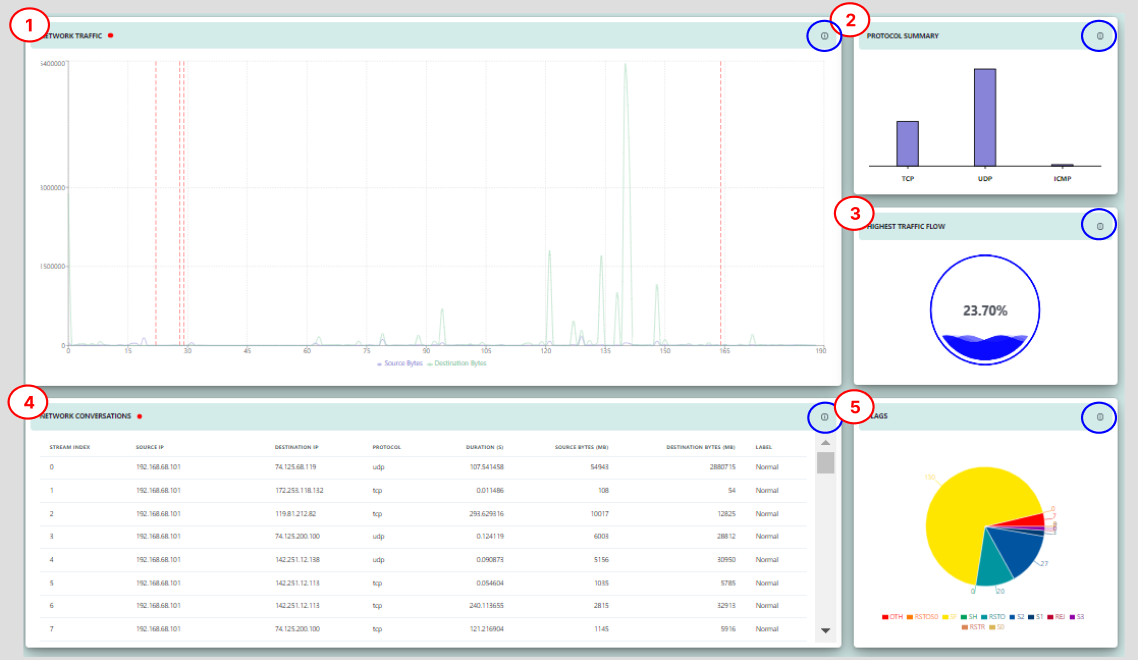 1
NETWORK TRAFFIC
5400000
3000000
1500000
0
0 15 30 45 60 75 90 105 120 135 150 165 190
Source Bytes Destination Bytes
2
PROTOCOL SUMMARY
TCP UDP ICMP
3
HIGHEST TRAFFIC FLOW
23.70%
4
NETWORK CONVERSATIONS
STREAM INDEX SOURCE IP DESTINATION IP PROTOCOL DURATION (S) SOURCE BYTES (MB) DESTINATION BYTES (MB) LABEL
0 192.168.68.101 74.125.68.119 udp 107.541458 54943 2880715 Normal
1 192.168.68.101 172.253.118.132 tcp 0.011486 108 54 Normal
2 192.168.68.101 119.81.212.82 tcp 293.629316 10017 12825 Normal
3 192.168.68.101 74.125.200.100 udp 0.124119 6003 28812 Normal
4 192.168.68.101 142.251.12.138 udp 0.090873 5156 30950 Normal
5 192.168.68.101 142.251.12.113 tcp 0.054604 1035 5785 Normal
6 192.168.68.101 142.251.12.113 tcp 240.113655 2815 32913 Normal
7 192.168.68.101 74.125.200.100 tcp 121.216904 1145 5916 Normal
5
LAGS
27
20
0
OTH RSTOS0 SF SH RSTO S2 S1 REJ S3
RSTR S0